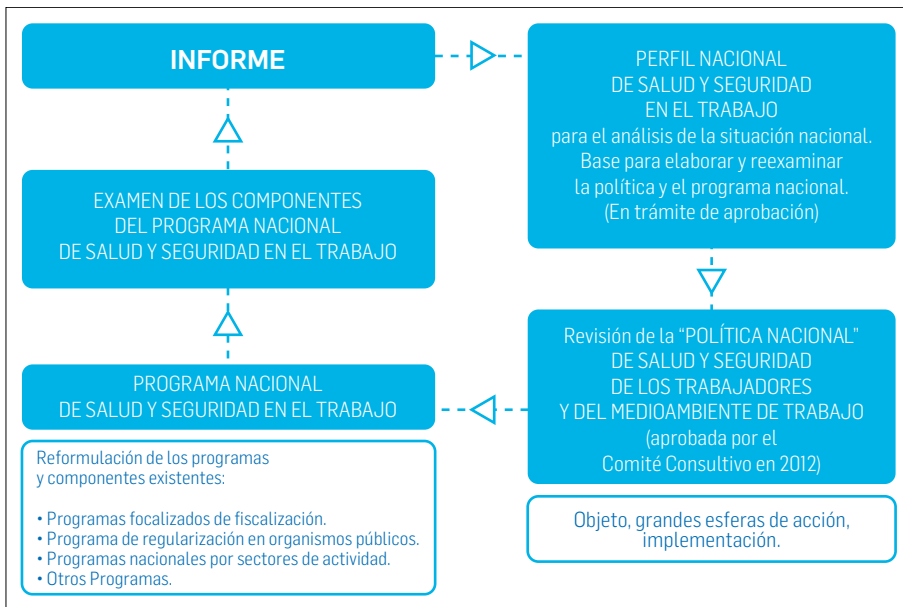 INFORME
PERFIL NACIONAL
DE SALUD Y SEGURIDAD
EN EL TRABAJO
para el análisis de la situación nacional.
Base para elaborar y reexaminar
la política y el programa nacional.
(En trámite de aprobación)
EXAMEN DE LOS COMPONENTES
DEL PROGRAMA NACIONAL
DE SALUD Y SEGURIDAD EN EL TRABAJO
Revisión de la “POLÍTICA NACIONAL”
DE SALUD Y SEGURIDAD
DE LOS TRABAJADORES
Y DEL MEDIOAMBIENTE DE TRABAJO
(aprobada por el
Comité Consultivo en 2012)
PROGRAMA NACIONAL
DE SALUD Y SEGURIDAD EN EL TRABAJO
Reformulación de los programas
y componentes existentes:
• Programas focalizados de fiscalización.
• Programa de regularización en organismos públicos.
• Programas nacionales por sectores de actividad.
• Otros Programas.
Objeto, grandes esferas de acción,
implementación.